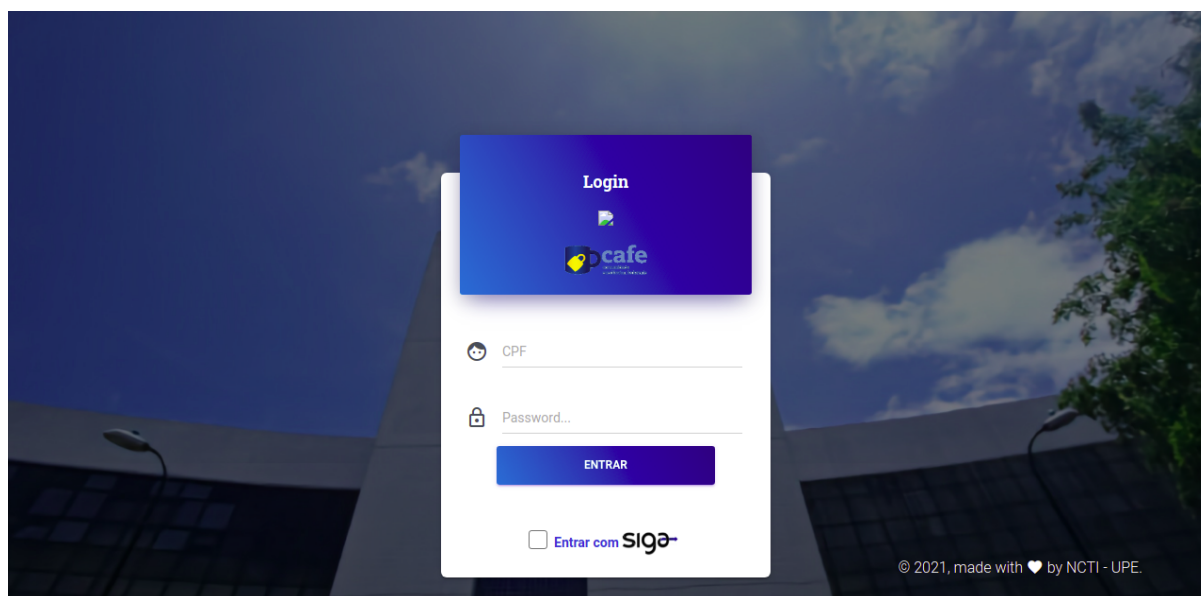 Login
cafe
CPF
Password...
ENTRAR
Entrar com SIGa
© 2021, made with by NCTI - UPE.